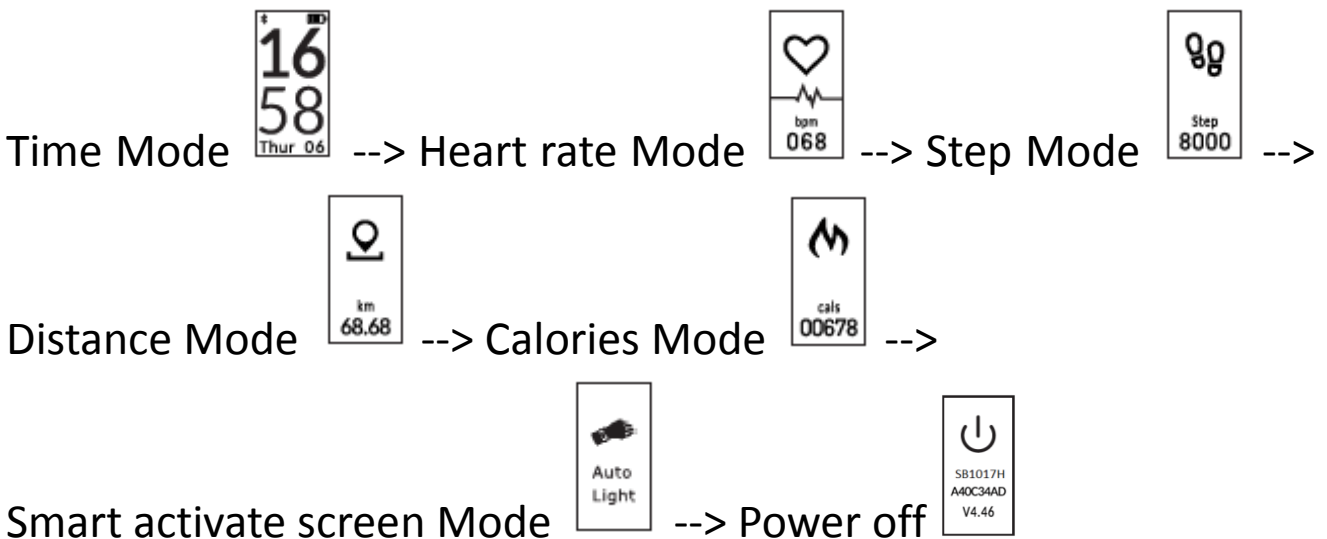 16
58
Thur 06
Time Mode --> Heart rate Mode bpm 068 --> Step Mode Step 8000 -->
Distance Mode km 68.68 --> Calories Mode cals 00678 -->
Smart activate screen Mode Auto Light --> Power off
SB1017H
A40C34AD
V4.46